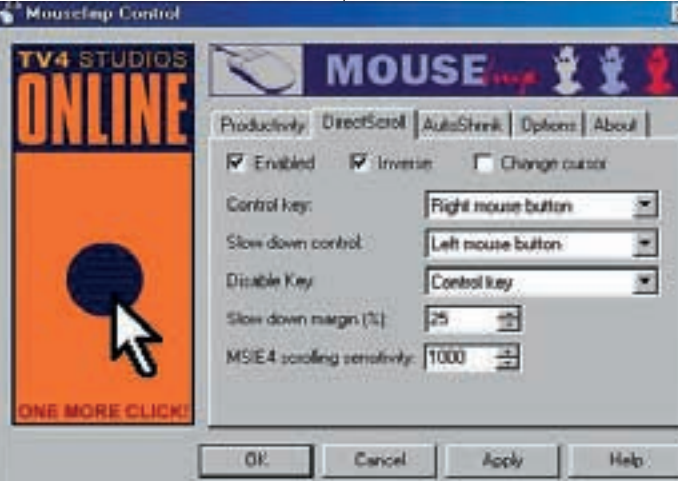 MouseImp Control
TV4 STUDIOS
ONLINE
ONE MORE CLICK!
MOUSE Imp
Productivity DirectScroll AutoShrink Options About
Enabled Inverse Change cursor
Control key: Right mouse button
Slow down control: Left mouse button
Disable Key: Control key
Slow down margin (%): 25
MSIE4 scrolling sensitivity: 1000
OK Cancel Apply Help